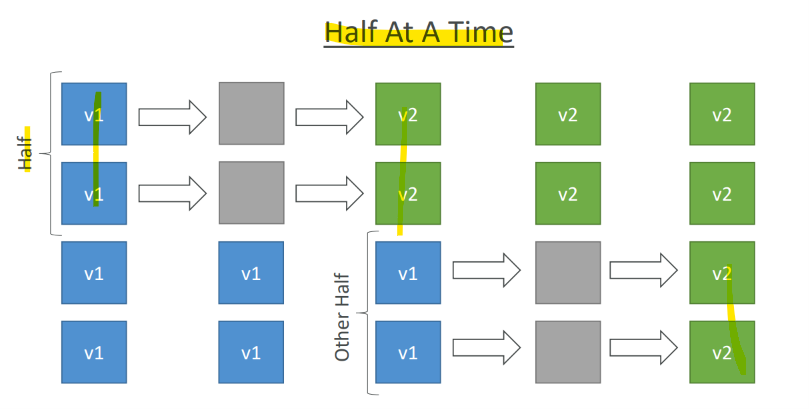 Half At A Time
Half
v1 v2 v2 v2
v1 v2 v2 v2
Other Half
v1 v1 v1 v2
v1 v1 v1 v2